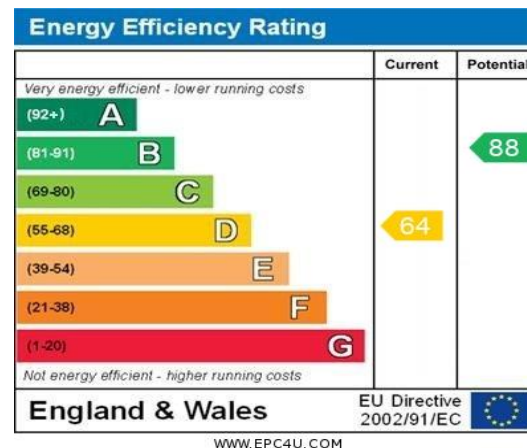 Energy Efficiency Rating
Current Potential
Very energy efficient - lower running costs
(92+) A
(81-91) B
88
(69-80) C
(55-68) D
64
(39-54) E
(21-38) F
(1-20) G
Not energy efficient - higher running costs
England & Wales
EU Directive
2002/91/EC
WWW.EPC4U.COM